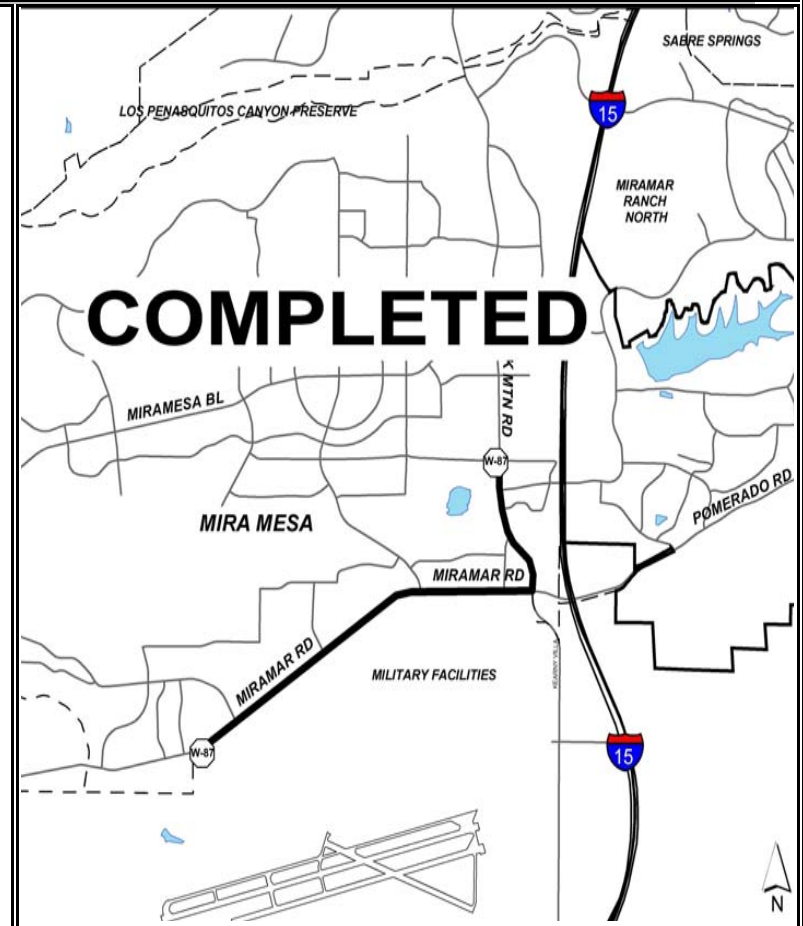 SABRE SPRINGS
LOS PENASQUITOS CANYON PRESERVE
15
MIRAMAR
RANCH
NORTH
COMPLETED
K MTN RD
MIRAMESA BL
W-87
POMERADO RD
MIRA MESA
MIRAMAR RD
MIRAMAR RD
MILITARY FACILITIES
KEARNY VILLA
W-87
15
N